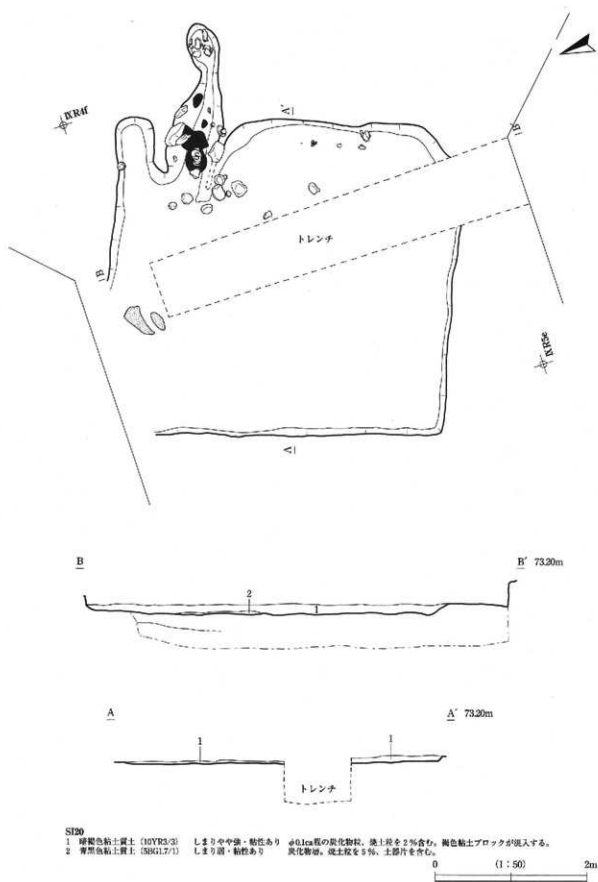 ⅨR4f
A′
B′
トレンチ
B
ⅨR5e
A
B
B′ 73.20m
2
1
A
A′ 73.20m
1
1
トレンチ
SI20
1 暗褐色粘土質土(10YR3/3) しまりやや強・粘性あり φ0.1cm程の炭化物粒、焼土粒を2%含む。褐色粘土ブロックが混入する。
2 青黒色粘土質土(5BG1.7/1) しまり弱・粘性あり 炭化物層。焼土粒を5%、土器片を含む。
0 (1:50) 2m